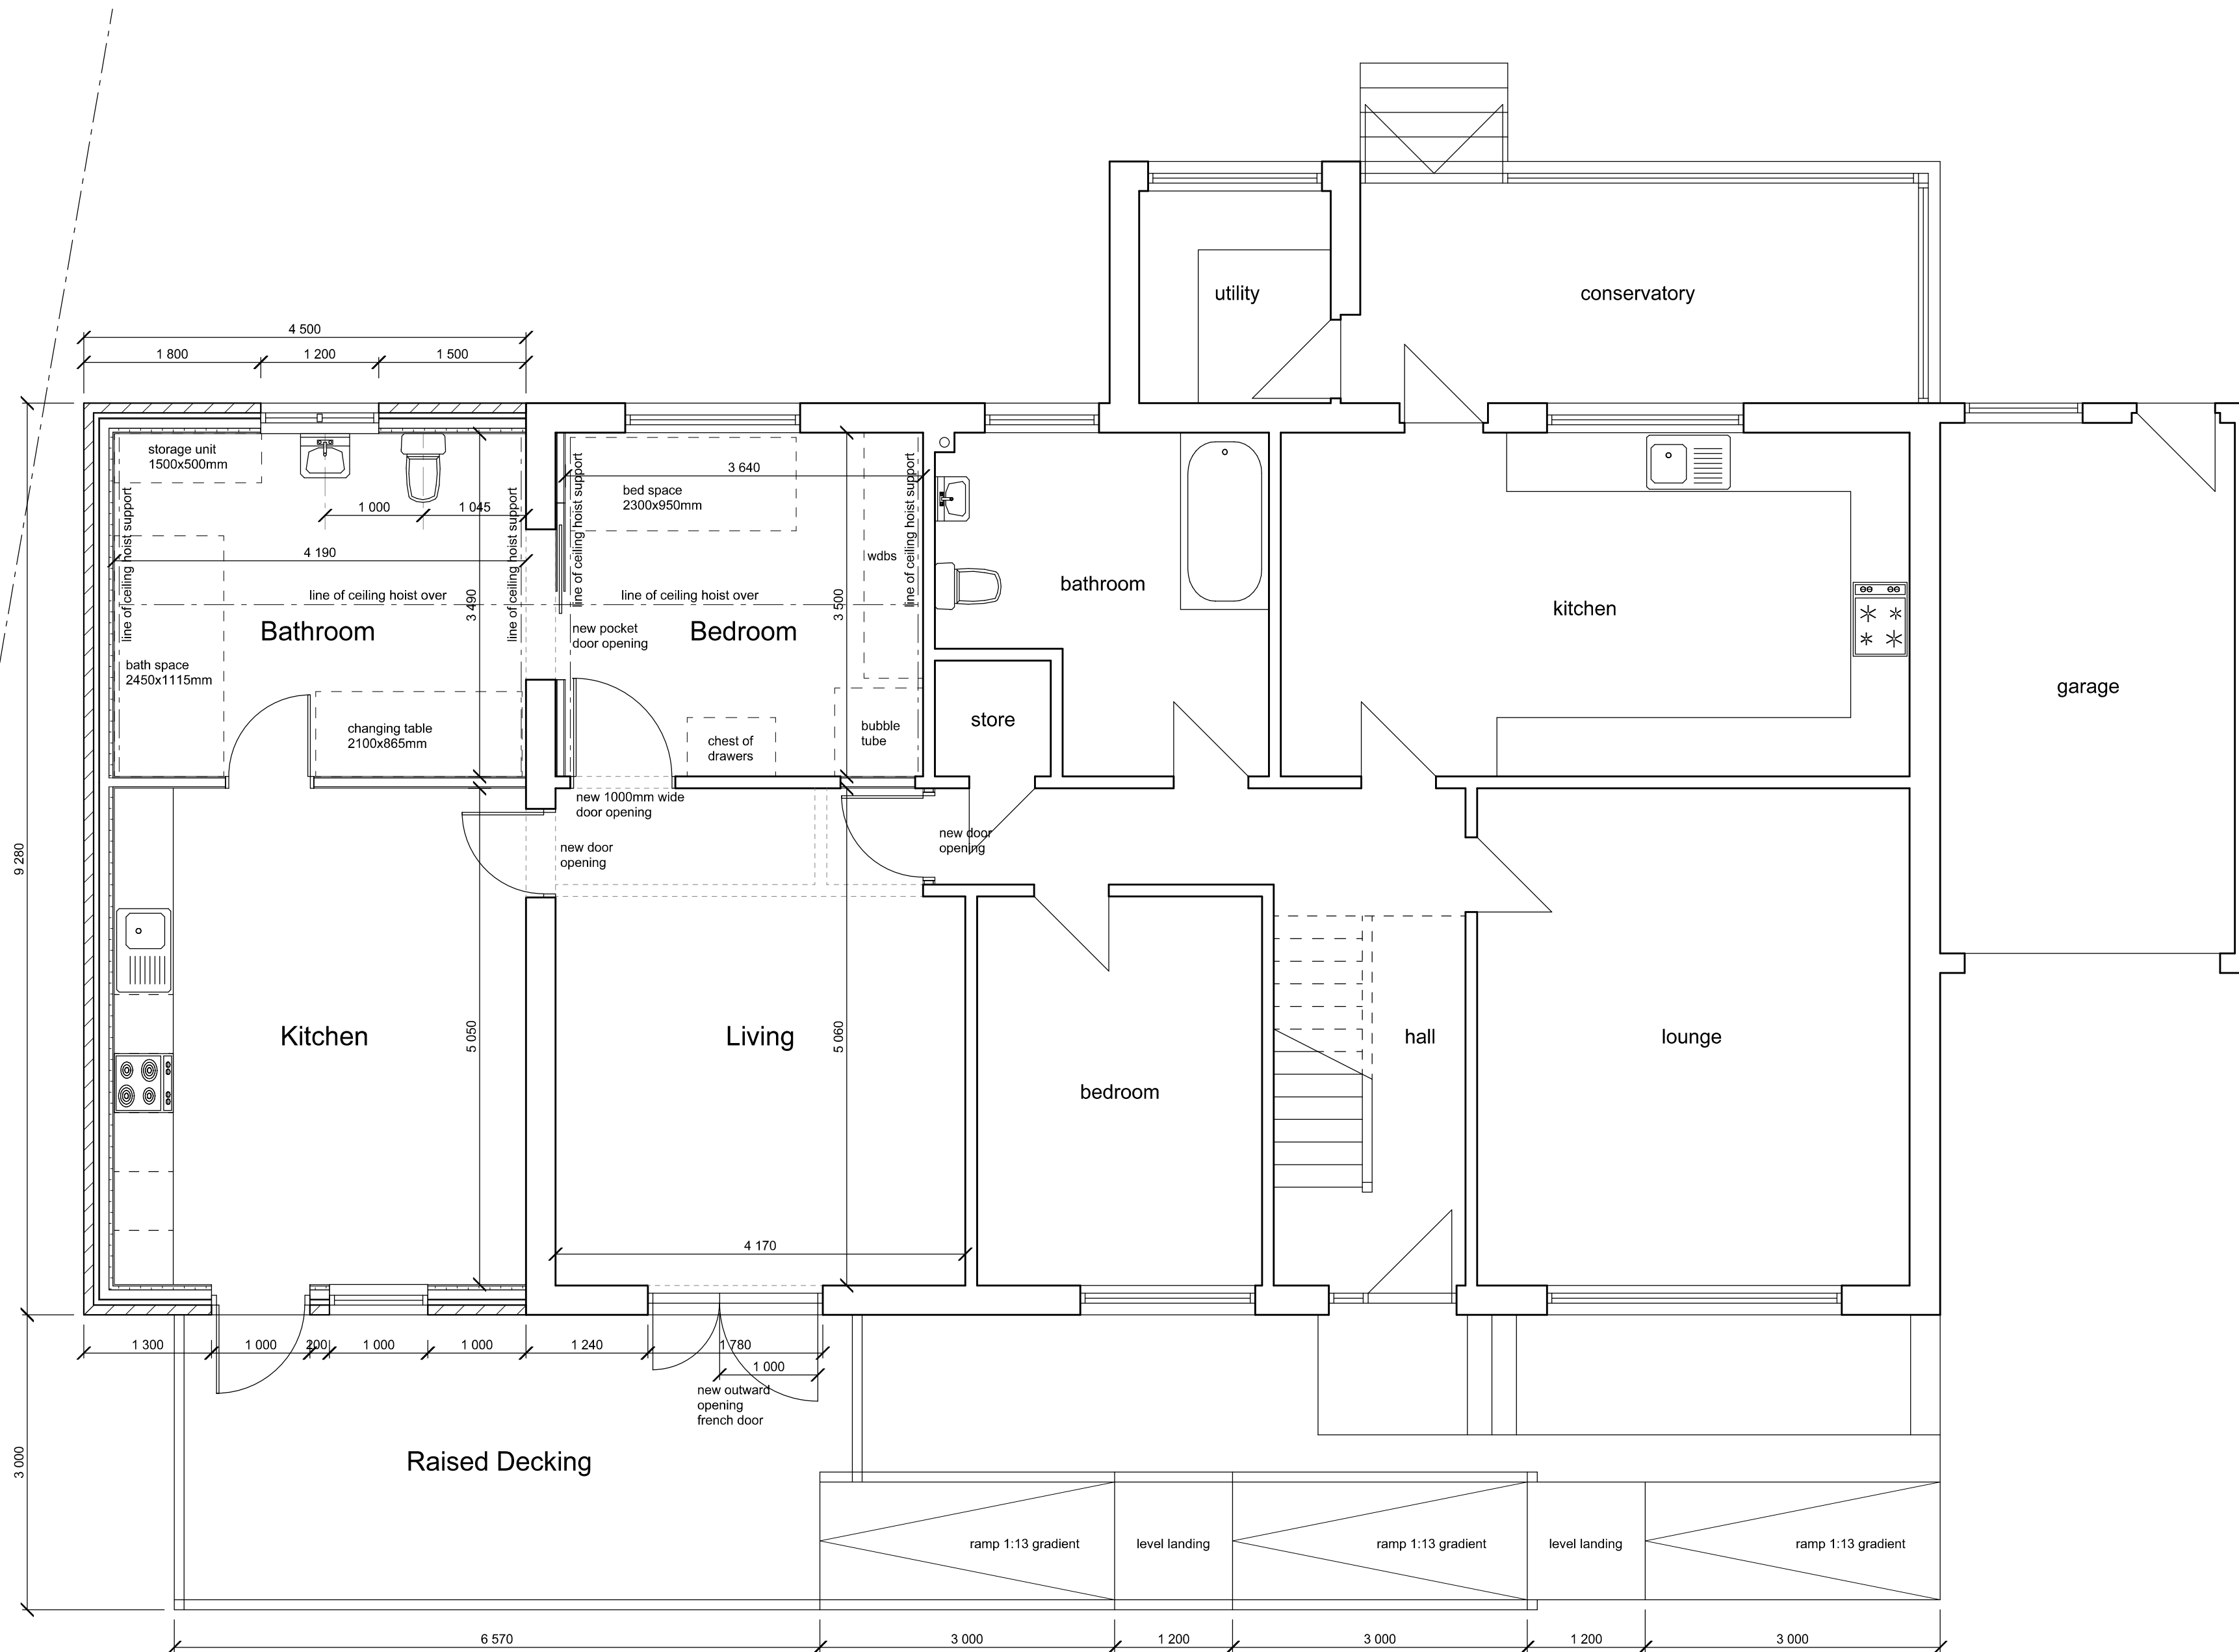 utility
conservatory
4 500
1 800
1 200
1 500
storage unit
1500x500mm
1 000
1 045
4 190
line of ceiling hoist support
line of ceiling hoist support
line of ceiling hoist over
3 490
Bathroom
bath space
2450x1115mm
changing table
2100x865mm
3 640
bed space
2300x950mm
line of ceiling hoist support
line of ceiling hoist support
wdbs
line of ceiling hoist over
3 500
new pocket
door opening
Bedroom
chest of
drawers
bubble
tube
bathroom
store
kitchen
garage
new 1000mm wide
door opening
new door
opening
new door
opening
9 280
Kitchen
5 050
Living
5 060
bedroom
hall
lounge
4 170
1 300
1 000
200
1 000
1 000
1 240
1 780
1 000
new outward
opening
french door
3 000
Raised Decking
ramp 1:13 gradient
level landing
ramp 1:13 gradient
level landing
ramp 1:13 gradient
6 570
3 000
1 200
3 000
1 200
3 000